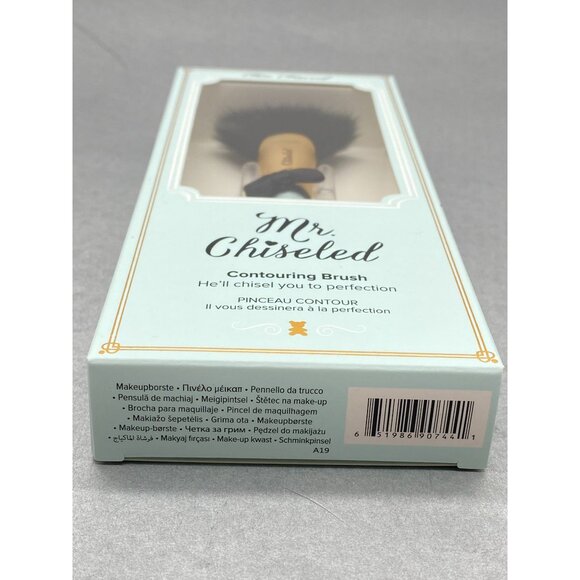 Mr.
Chiseled
Contouring Brush
He'll chisel you to perfection
PINCEAU CONTOUR
Il vous dessinera à la perfection
Makeupborste • Πινέλο μέικαπ • Pennello da trucco
• Pensulă de machiaj • Meigipintsel • Štětec na make-up
• Brocha para maquillaje • Pincel de maquilhagem
• Makiažo šepetėlis • Grima ota • Makeupbørste
• Makeup-børste • Четка за грим • Pędzel do makijażu
• Makyaj fırçası • Make-up kwast • Schminkpinsel • فرشاة الماكياج
A19
6 51986 90744 1